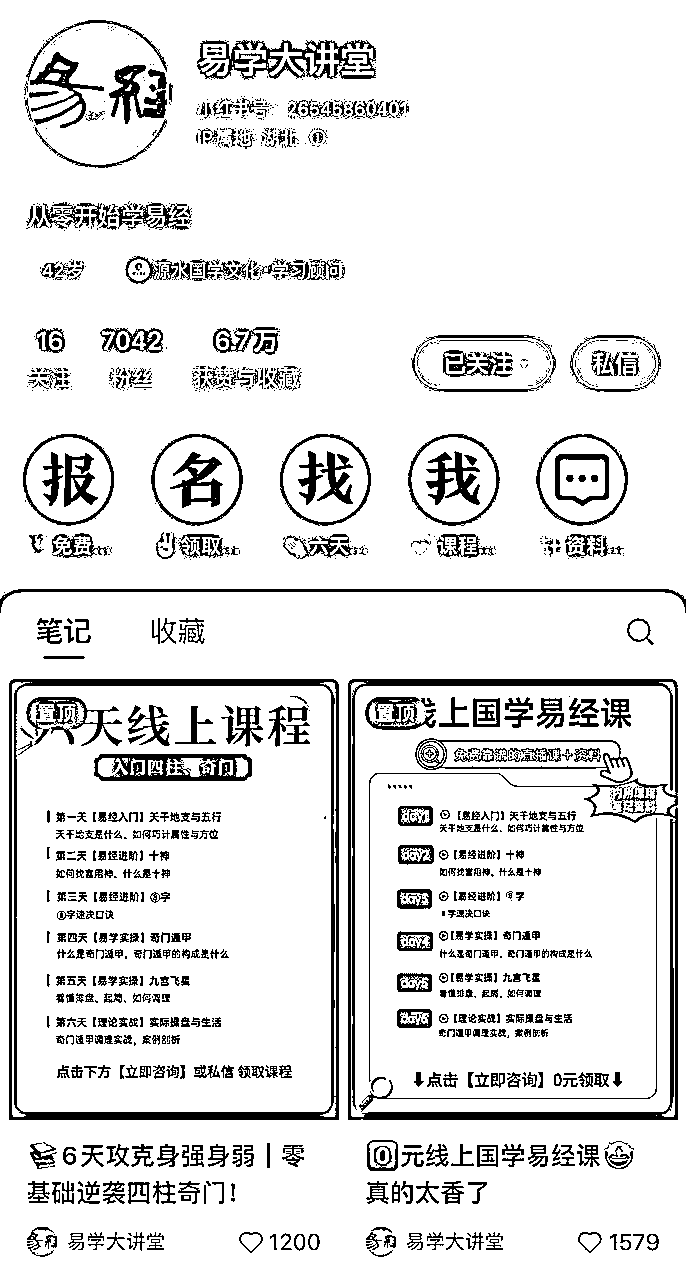 易学大讲堂
小红书号: 26545860401
IP属地: 湖北
从零开始学易经
42岁
源水国学文化·学习顾问
16 7042 6.7万
关注 粉丝 获赞与收藏
已关注 私信
报 名 找 我
免费... 领取... 六天... 课程... 资料...
笔记 收藏
置顶
六天线上课程
入门四柱、奇门
第一天【易经入门】天干地支与五行
天干地支是什么、如何巧计属性与方位
第二天【易经进阶】十神
如何找富用神、什么是十神
第三天【易经进阶】⑧字
⑧字速决口诀
第四天【易学实操】奇门遁甲
什么是奇门遁甲,奇门遁甲的构成是什么
第五天【易学实操】九宫飞星
看懂排盘、起局、如何调理
第六天【理论实战】实际操盘与生活
奇门遁甲调理实战,案例剖析
点击下方【立即咨询】或私信 领取课程
6天攻克身强身弱|零
基础逆袭四柱奇门!
易学大讲堂 1200
置顶
线上国学易经课
免费靠谱的直播课+资料
day1 【易经入门】天干地支与五行
天干地支是什么、如何巧计属性与方位
day2 【易经进阶】十神
如何找富用神、什么是十神
day3 【易经进阶】字
字速决口诀
day4 【易学实操】奇门遁甲
什么是奇门遁甲、奇门遁甲的构成是什么
day5 【易学实操】九宫飞星
看懂排盘、起局、如何调理
day6 【理论实战】实际操盘与生活
奇门遁甲调理实战、案例剖析
点击【立即咨询】0元领取
0元线上国学易经课
真的太香了
易学大讲堂 1579